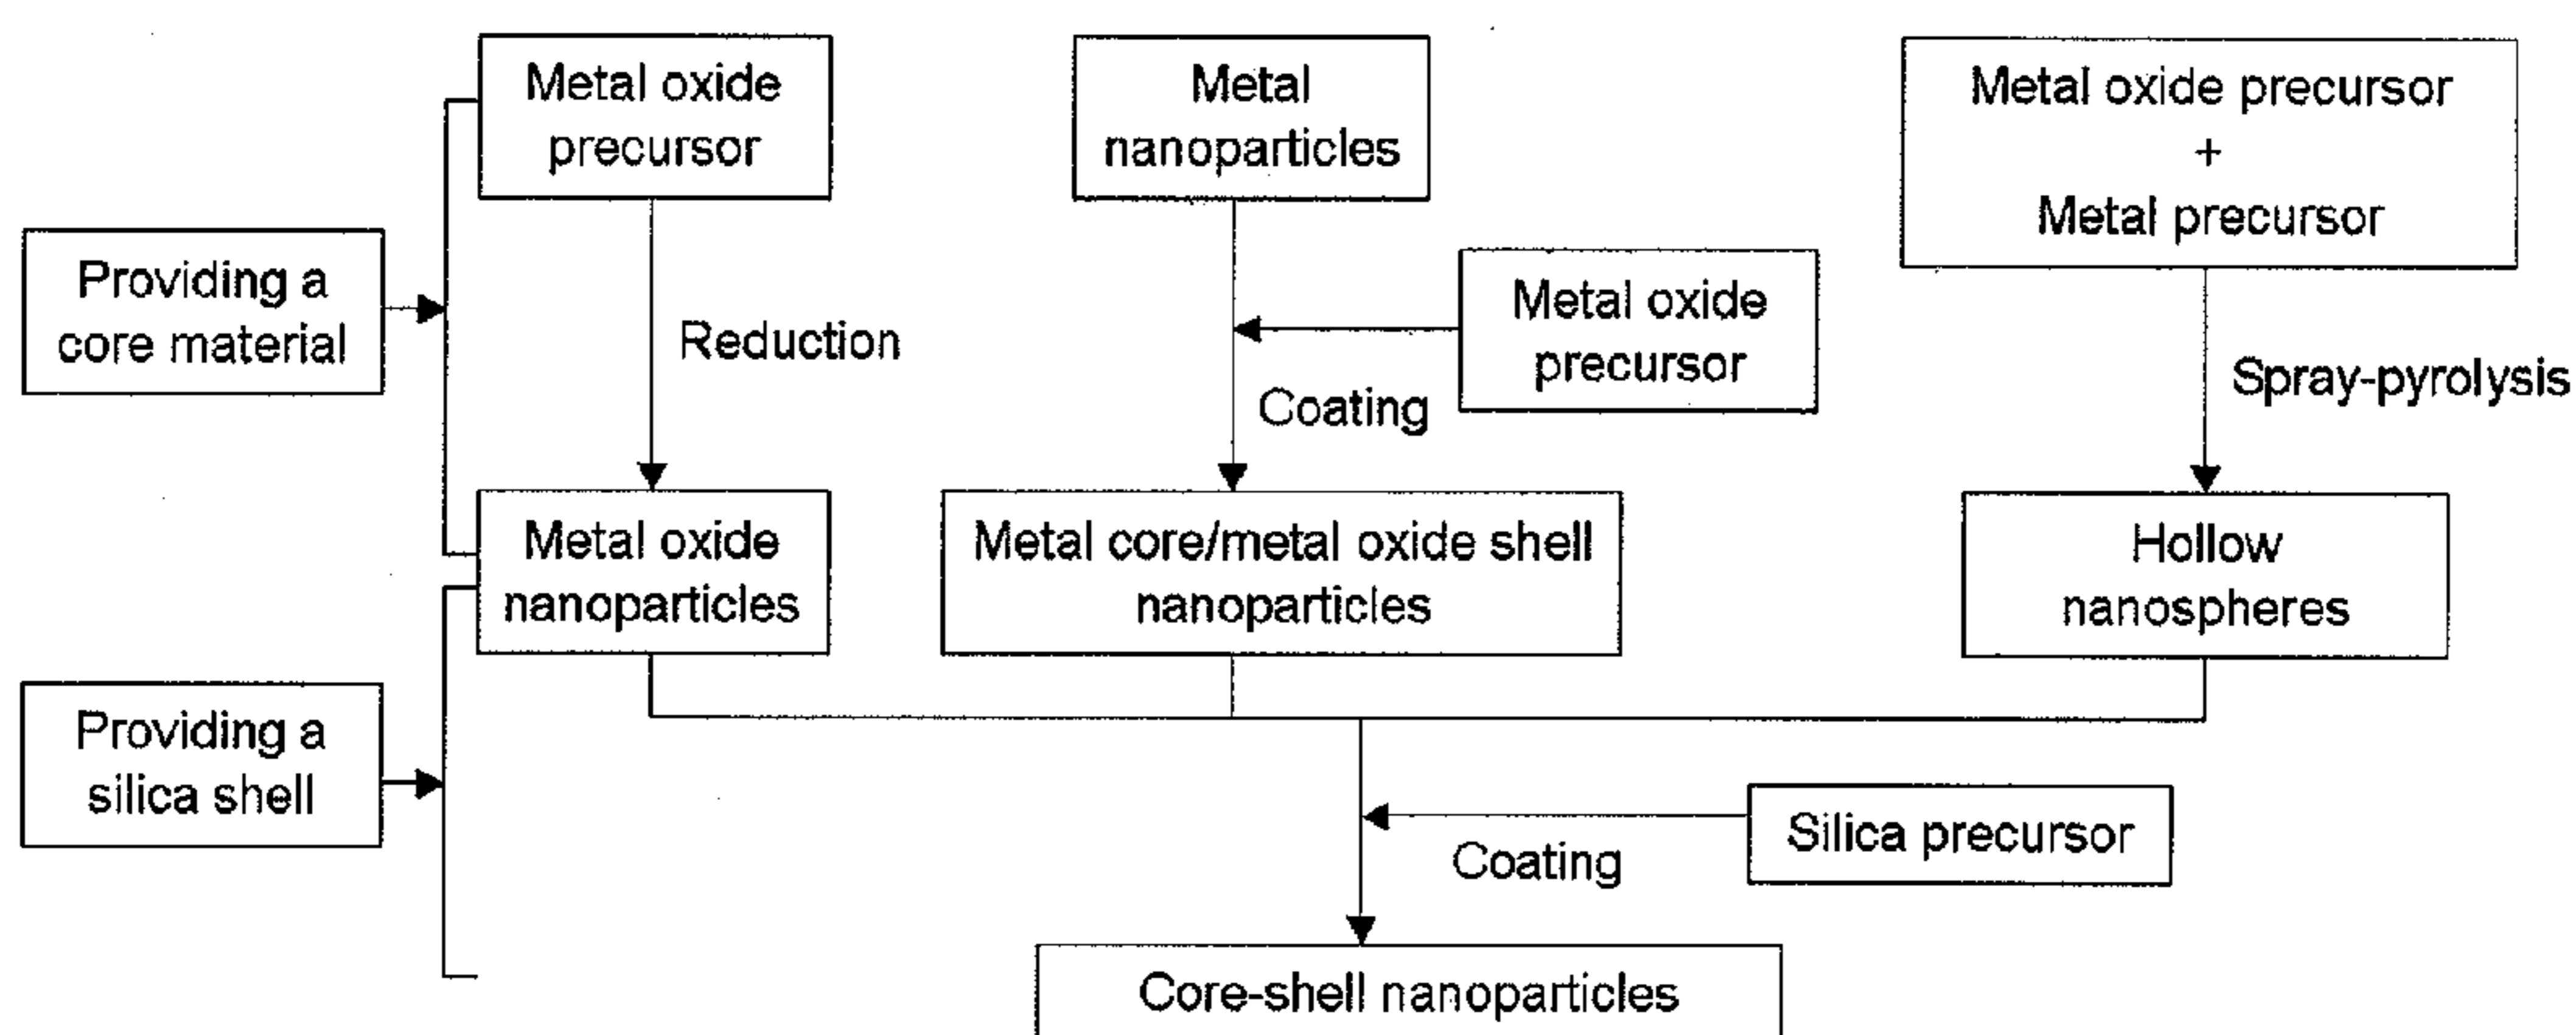 Metal oxide
precursor
Metal
nanoparticles
Metal oxide precursor
+
Metal precursor
Providing a
core material
Reduction
Metal oxide
precursor
Coating
Spray-pyrolysis
Metal oxide
nanoparticles
Metal core/metal oxide shell
nanoparticles
Hollow
nanospheres
Providing a
silica shell
Silica precursor
Coating
Core-shell nanoparticles